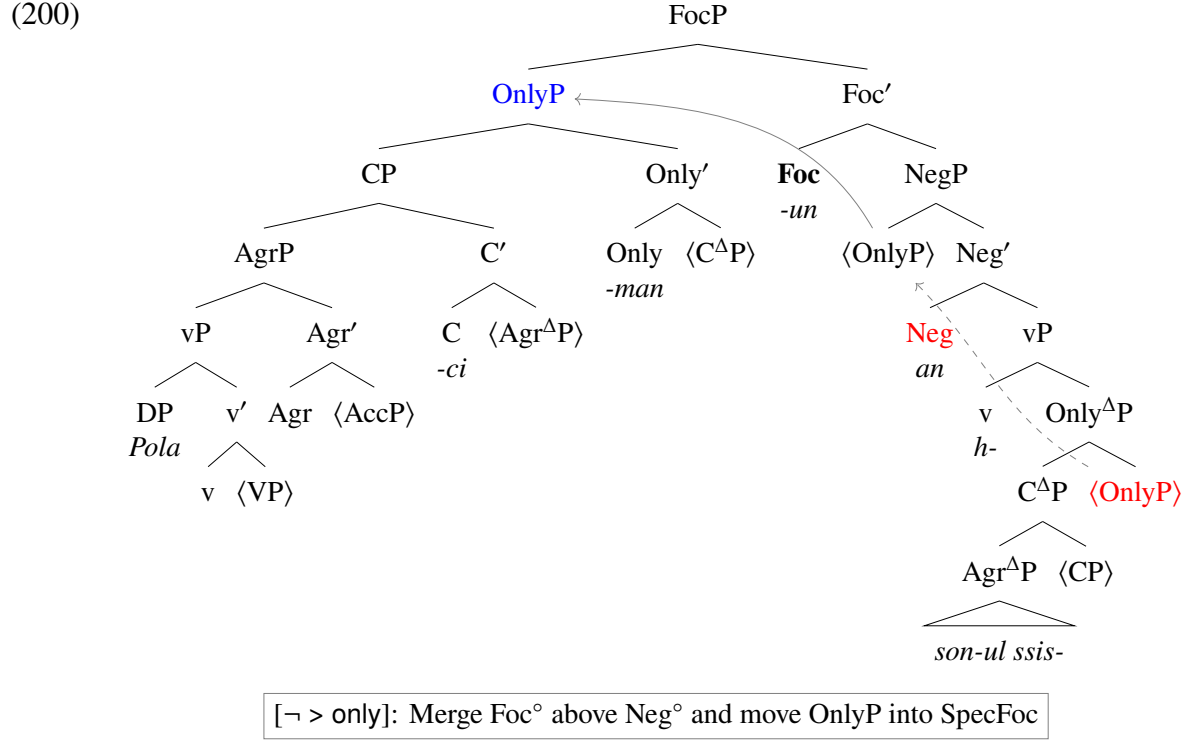 (200)
FocP
OnlyP Foc′
CP Only′ Foc NegP
-un
AgrP C′ Only ⟨C^ΔP⟩ ⟨OnlyP⟩ Neg′
-man
vP Agr′ C ⟨Agr^ΔP⟩ Neg vP
-ci an
DP v′ Agr ⟨AccP⟩ v Only^ΔP
Pola h-
v ⟨VP⟩ C^ΔP ⟨OnlyP⟩
Agr^ΔP ⟨CP⟩
son-ul ssis-
[¬ > only]: Merge Foc° above Neg° and move OnlyP into SpecFoc